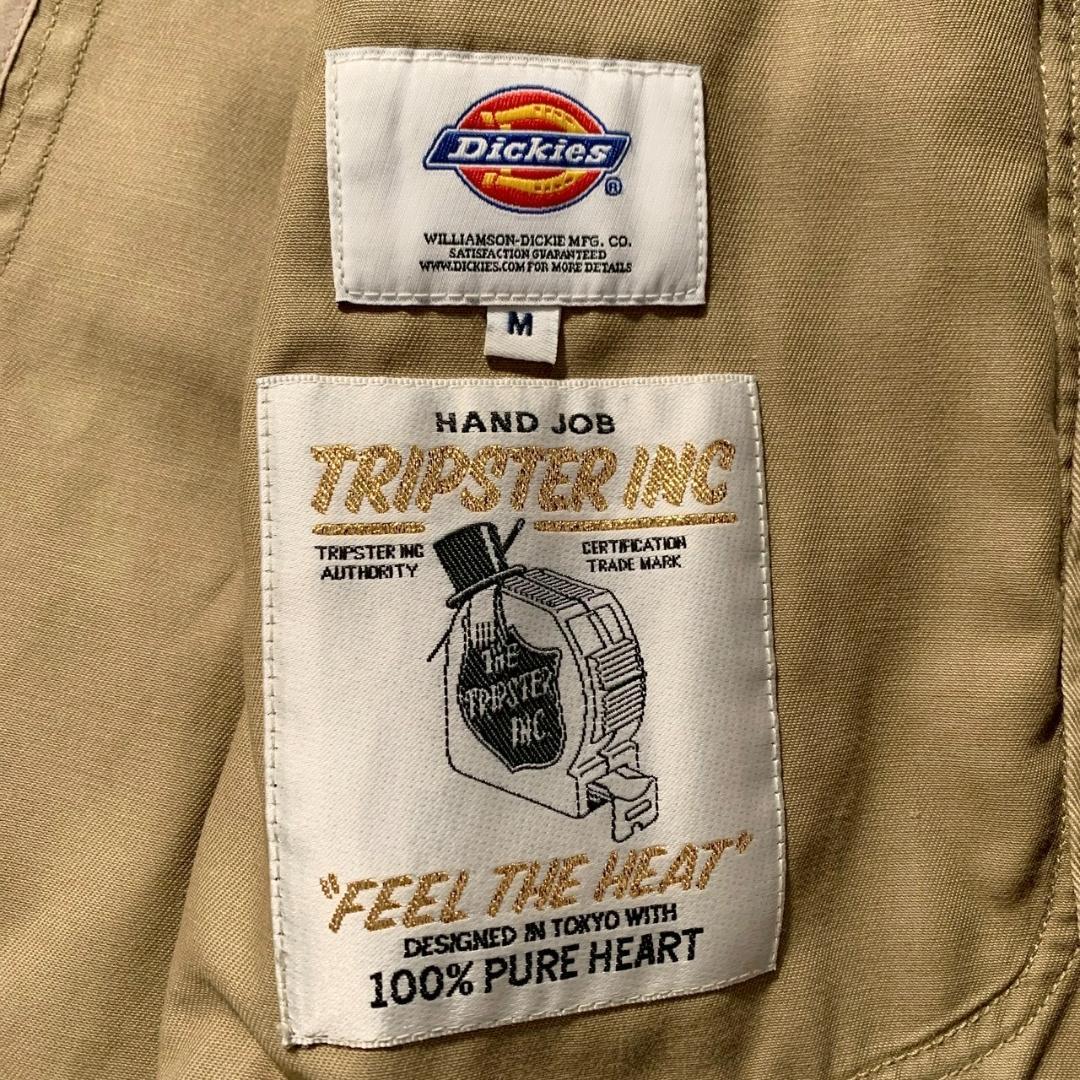 Dickies
®
WILLIAMSON-DICKIE MFG. CO.
SATISFACTION GUARANTEED
WWW.DICKIES.COM FOR MORE DETAILS
M
HAND JOB
TRIPSTER INC
TRIPSTER INC
AUTHORITY
CERTIFICATION
TRADE MARK
THE
TRIPSTER
INC.
"FEEL THE HEAT"
DESIGNED IN TOKYO WITH
100% PURE HEART